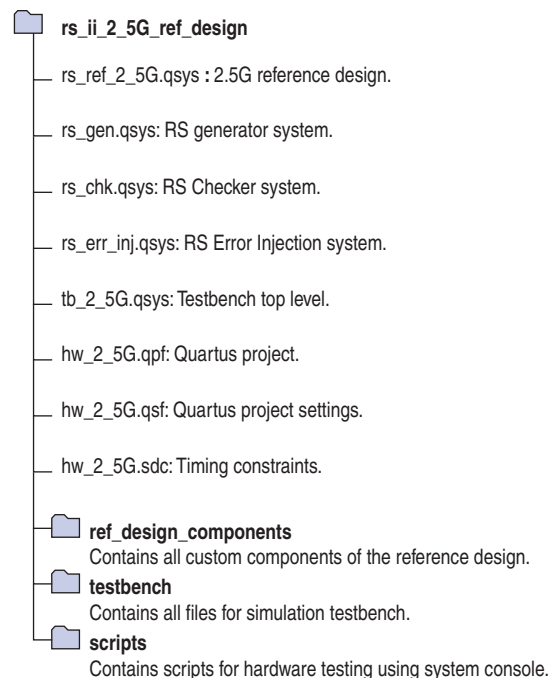 rs_ii_2_5G_ref_design
rs_ref_2_5G.qsys : 2.5G reference design.
rs_gen.qsys: RS generator system.
rs_chk.qsys: RS Checker system.
rs_err_inj.qsys: RS Error Injection system.
tb_2_5G.qsys: Testbench top level.
hw_2_5G.qpf: Quartus project.
hw_2_5G.qsf: Quartus project settings.
hw_2_5G.sdc: Timing constraints.
ref_design_components
Contains all custom components of the reference design.
testbench
Contains all files for simulation testbench.
scripts
Contains scripts for hardware testing using system console.